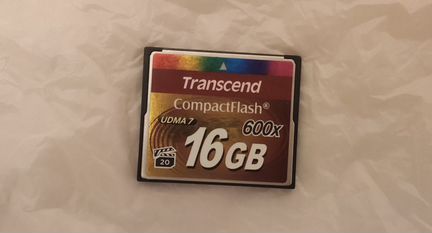 Transcend
CompactFlash®
UDMA 7
600x
16GB
20